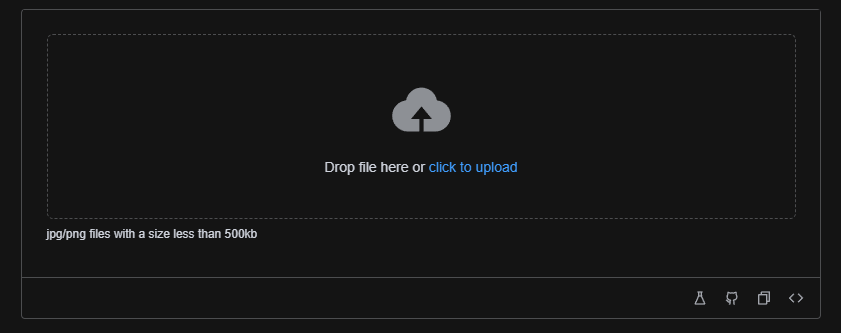 Drop file here or click to upload
jpg/png files with a size less than 500kb